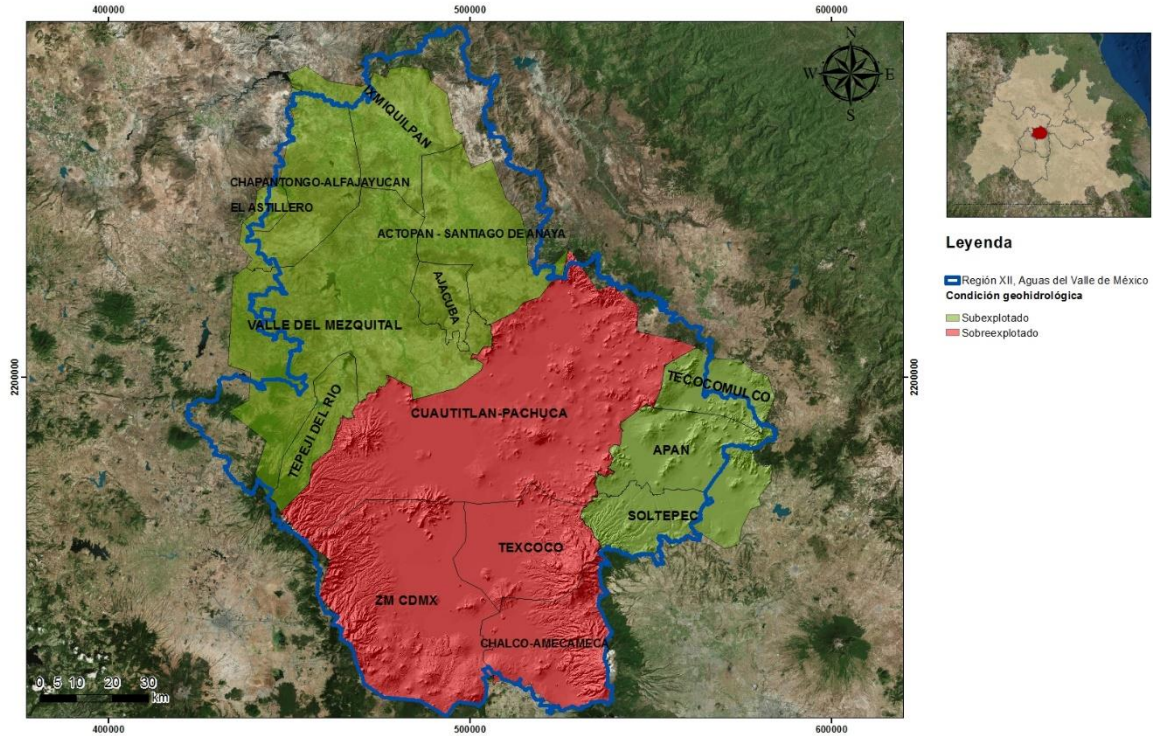 400000
500000
600000
N
W
E
S
IXMIQUILPAN
CHAPANTONGO-ALFAJAYUCAN
EL ASTILLERO
ACTOPAN - SANTIAGO DE ANAYA
AJACUBA
VALLE DEL MEZQUITAL
2200000
2200000
TECOCOMULCO
TEPEJI DEL RIO
CUAUTITLAN-PACHUCA
APAN
SOLTEPEC
TEXCOCO
ZM CDMX
CHALCO-AMECAMECA
0 5 10 20 30
km
400000
500000
600000
Leyenda
Región XII, Aguas del Valle de México
Condición geohidrológica
Subexplotado
Sobreexplotado